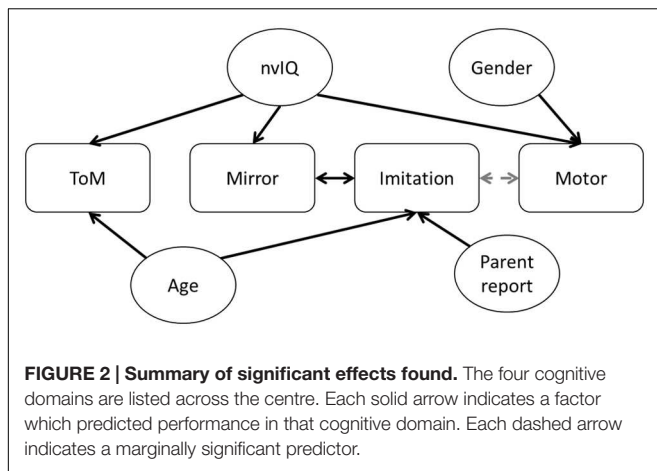 nvIQ Gender
ToM Mirror Imitation Motor
Age Parent
report
FIGURE 2 | Summary of significant effects found. The four cognitive
domains are listed across the centre. Each solid arrow indicates a factor
which predicted performance in that cognitive domain. Each dashed arrow
indicates a marginally significant predictor.